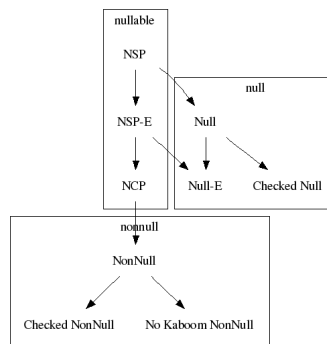 nullable
NSP
null
NSP-E
Null
NCP
Null-E
Checked Null
nonnull
NonNull
Checked NonNull
No Kaboom NonNull